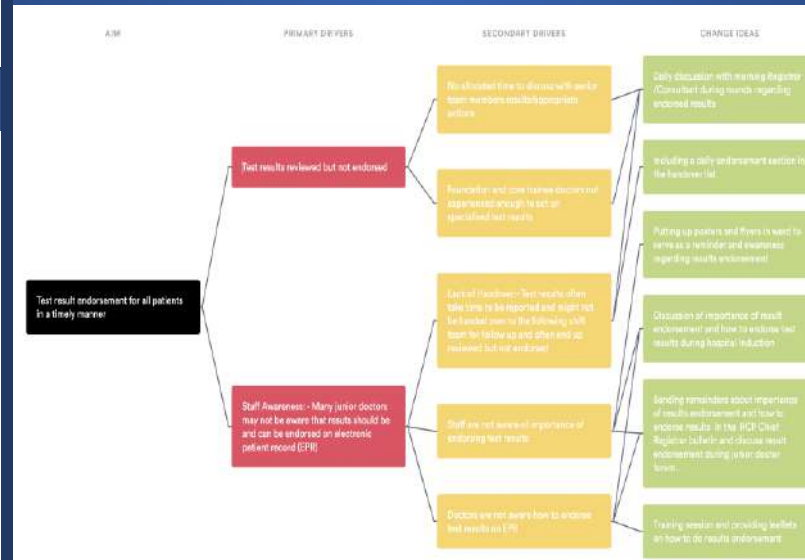 AIM
PRIMARY DRIVERS
SECONDART DRIVERS
CHANGE IDEAS
Test result endorsement for all patients
in a timely manner
Test results reviewed but not endorsed
Staff Awareness: - Many junior doctors
may not be aware that results should be
and can be endorsed on electronic
patient record (EPR)
No allocated time to discuss with senior
team members results/appropriate
actions
Foundation and core trainee doctors not
experienced enough to act on
specialised test results
Lack of Handover:- Test results often
take time to be reported and might not
be handed over to the following shift
team for follow up and often end up
reviewed but not endorsed
Staff are not aware of importance of
endorsing test results
Doctors are not aware how to endorse
test results on EPR
Daily discussion with morning Registrar
/Consultant during rounds regarding
endorsed results
Including a daily endorsement section in
the handover list
Putting up posters and flyers in ward to
serve as a reminder and awareness
regarding results endorsement
Discussion of importance of result
endorsement and how to endorse test
results during hospital induction
Sending remainders about importance
of results endorsement and how to
endorse results in the RCP Chief
Registrar bulletin and discuss result
endorsement during junior doctor
forum
Training session and providing leaflets
on how to do results endorsement